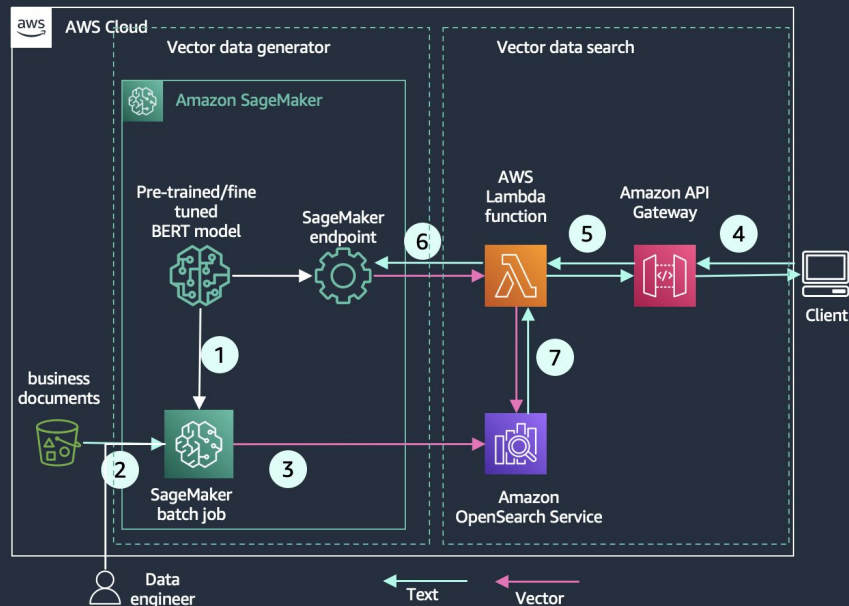 aws
AWS Cloud
Vector data generator
Vector data search
Amazon SageMaker
Pre-trained/fine
tuned
BERT model
SageMaker
endpoint
AWS
Lambda
function
Amazon API
Gateway
6
5
4
Client
1
7
business
documents
2
3
SageMaker
batch job
Amazon
OpenSearch Service
Data
engineer
Text
Vector